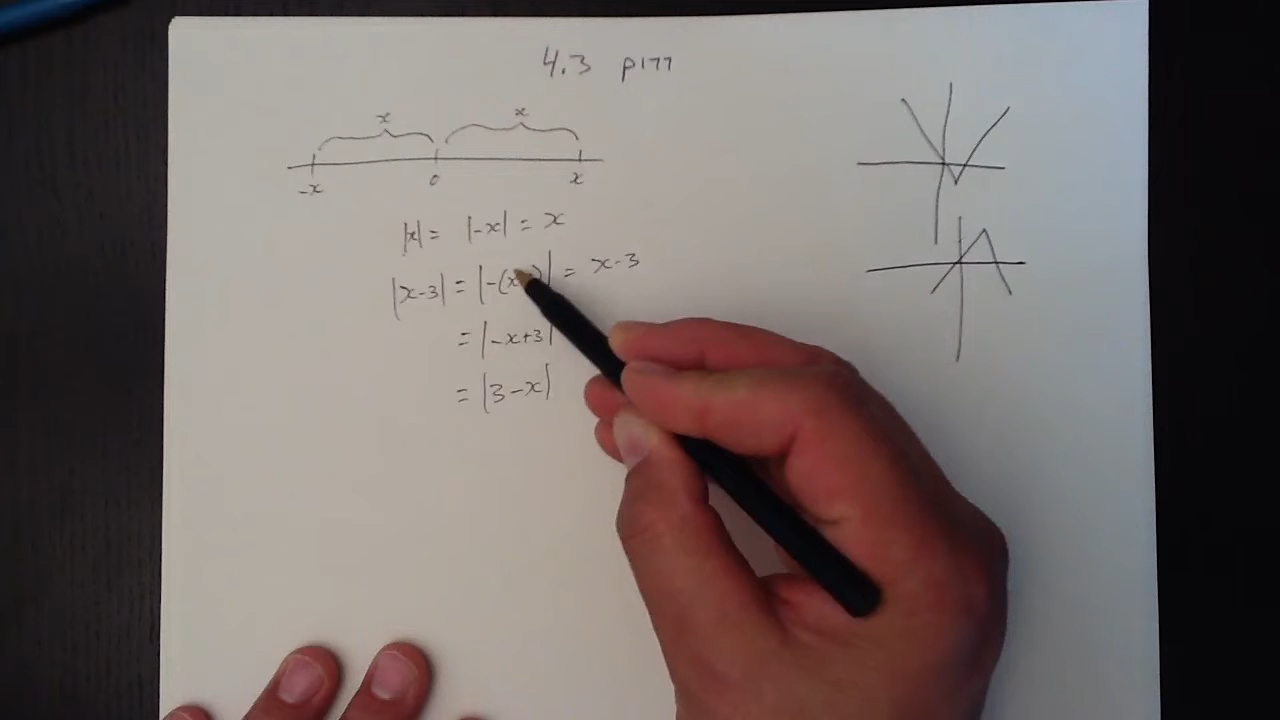 4.3 p177
x x
-x 0 x
|x| = |-x| = x
|x-3| = |-(x )| = x-3
= |-x+3|
= |3-x|